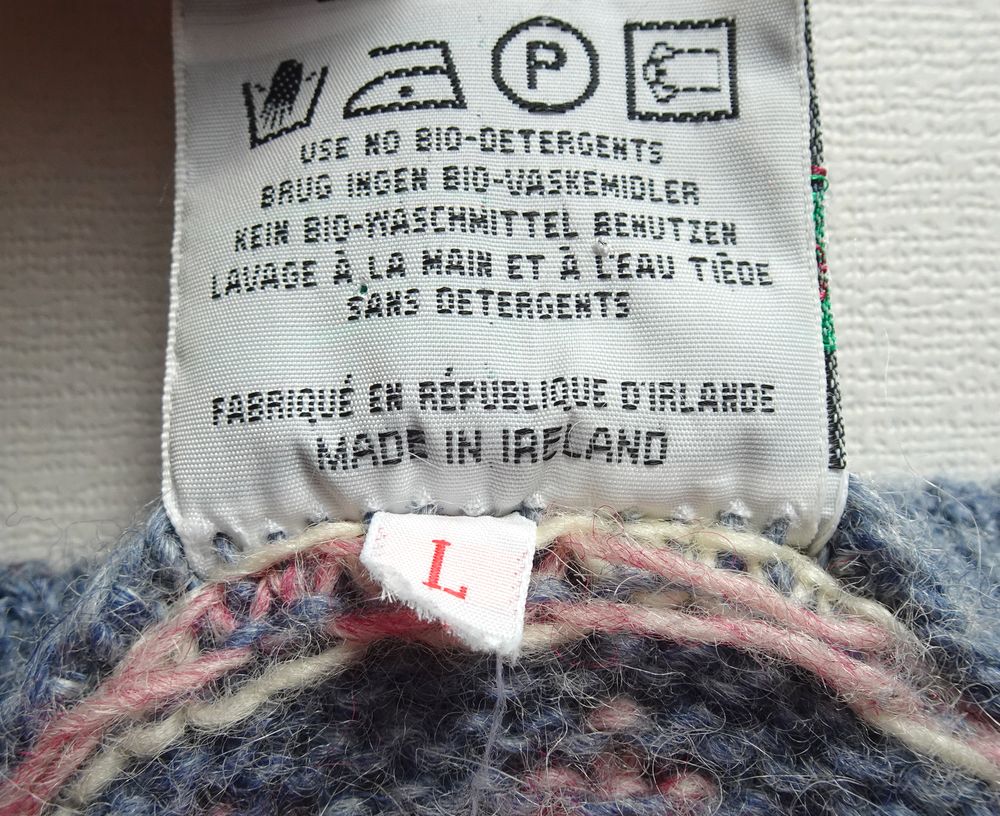 P
USE NO BIO-DETERGENTS
BRUG INGEN BIO-VASKEMIDLER
KEIN BIO-WASCHMITTEL BENUTZEN
LAVAGE À LA MAIN ET À L'EAU TIÈDE
SANS DETERGENTS
FABRIQUÉ EN RÉPUBLIQUE D'IRLANDE
MADE IN IRELAND
L